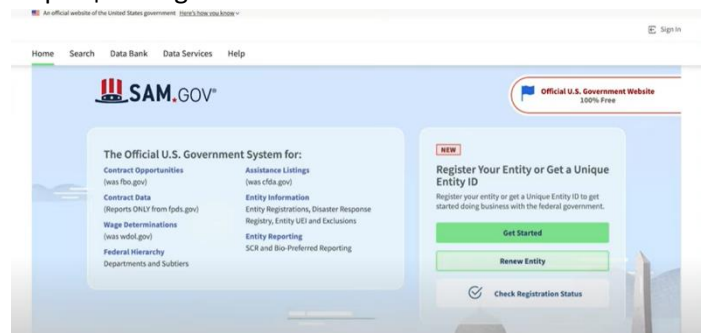 An official website of the United States government Here's how you know
Sign In
Home Search Data Bank Data Services Help
SAM.GOV®
Official U.S. Government Website
100% Free
The Official U.S. Government System for:
Contract Opportunities
(was fbo.gov)
Contract Data
(Reports ONLY from fpds.gov)
Wage Determinations
(was wdol.gov)
Federal Hierarchy
Departments and Subtiers
Assistance Listings
(was cfda.gov)
Entity Information
Entity Registrations, Disaster Response
Registry, Entity UEI and Exclusions
Entity Reporting
SCR and Bio-Preferred Reporting
NEW
Register Your Entity or Get a Unique
Entity ID
Register your entity or get a Unique Entity ID to get
started doing business with the federal government.
Get Started
Renew Entity
Check Registration Status